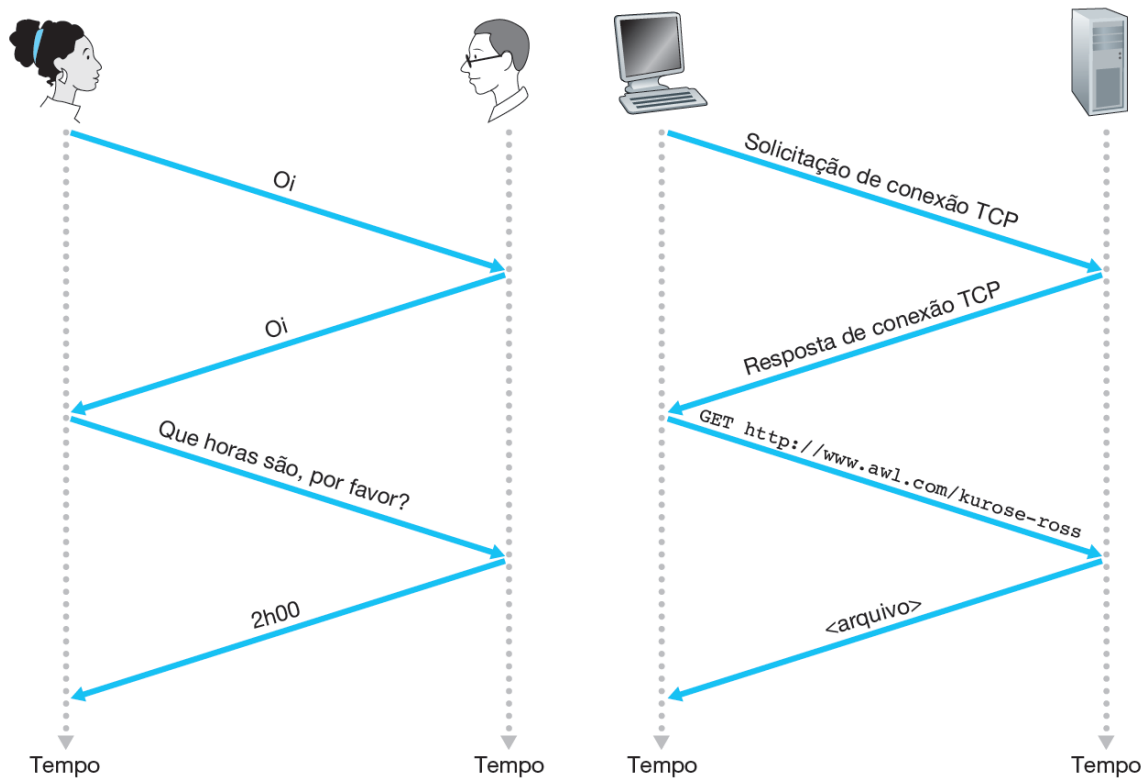 Oi
Oi
Que horas são, por favor?
2h00
Tempo
Tempo
Solicitação de conexão TCP
Resposta de conexão TCP
GET http://www.awl.com/kurose-ross
<arquivo>
Tempo
Tempo